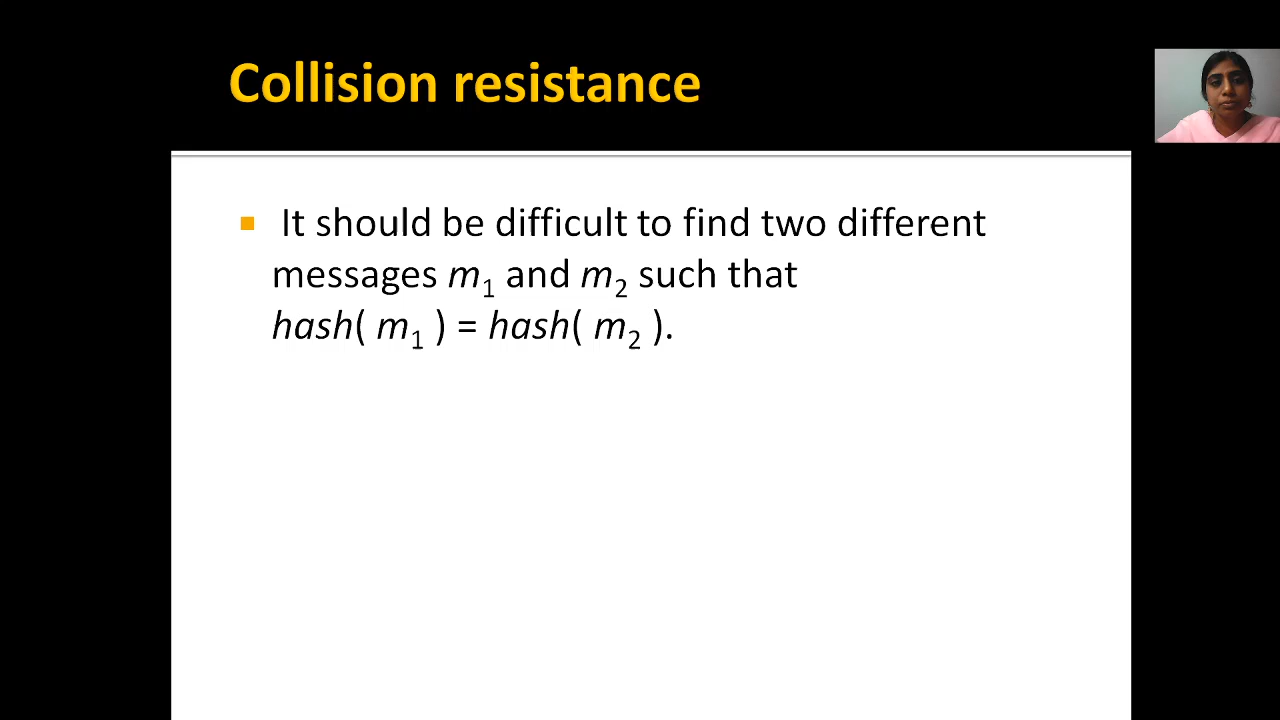 Collision resistance
It should be difficult to find two different
messages m₁ and m₂ such that
hash( m₁ ) = hash( m₂ ).